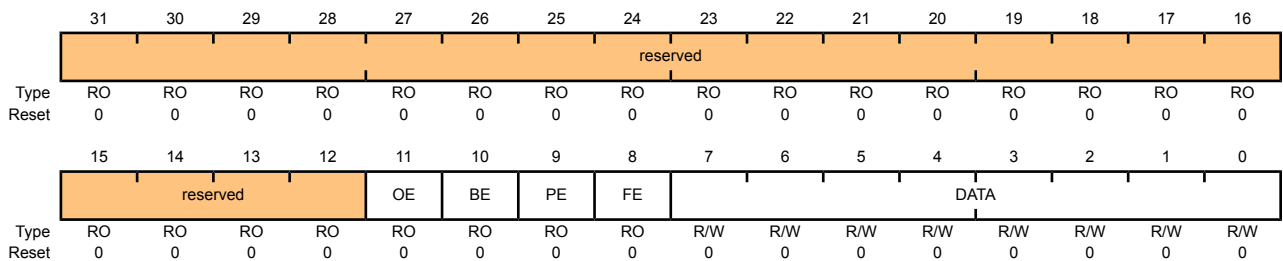 31 30 29 28 27 26 25 24 23 22 21 20 19 18 17 16
reserved
Type RO RO RO RO RO RO RO RO RO RO RO RO RO RO RO RO
Reset 0 0 0 0 0 0 0 0 0 0 0 0 0 0 0 0
15 14 13 12 11 10 9 8 7 6 5 4 3 2 1 0
reserved OE BE PE FE DATA
Type RO RO RO RO RO RO RO RO R/W R/W R/W R/W R/W R/W R/W R/W
Reset 0 0 0 0 0 0 0 0 0 0 0 0 0 0 0 0